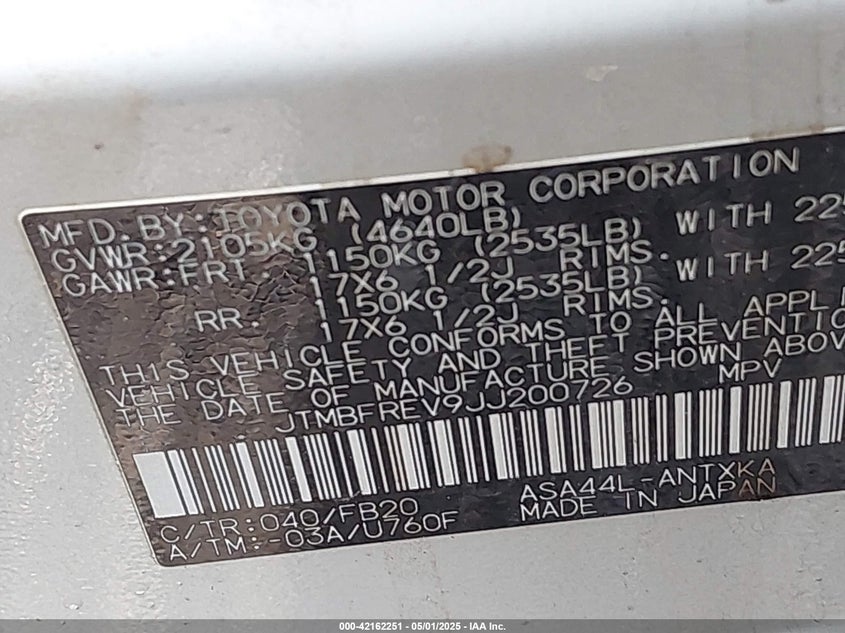 MFD.BY:TOYOTA MOTOR CORPORATION
GVWR:2105KG (4640LB)
GAWR:FRT 1150KG (2535LB) WITH 225
17X6 1/2J RIMS.
RR. 1150KG (2535LB) WITH 225
17X6 1/2J RIMS.
THIS VEHICLE CONFORMS TO ALL APPLI
VEHICLE SAFETY AND THEFT PREVENTIO
THE DATE OF MANUFACTURE SHOWN ABOV
JTMBFREV9JJ200726 MPV
C/TR:040/FB20 ASA44L-ANTXKA
A/TM:-03A/U760F MADE IN JAPAN
000-42162251 - 05/01/2025 - IAA Inc.